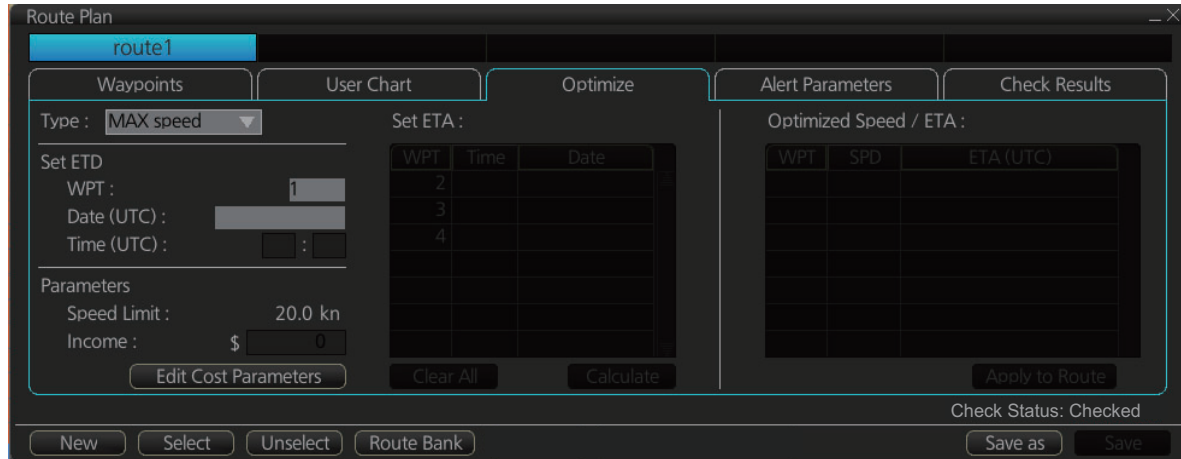 Route Plan
route1
Waypoints User Chart Optimize Alert Parameters Check Results
Type : MAX speed Set ETA : Optimized Speed / ETA :
Set ETD WPT Time Date WPT SPD ETA (UTC)
WPT : 1 2
Date (UTC) : 3
Time (UTC) : : 4
Parameters
Speed Limit : 20.0 kn
Income : $ 0
Edit Cost Parameters Clear All Calculate Apply to Route
Check Status: Checked
New Select Unselect Route Bank Save as Save